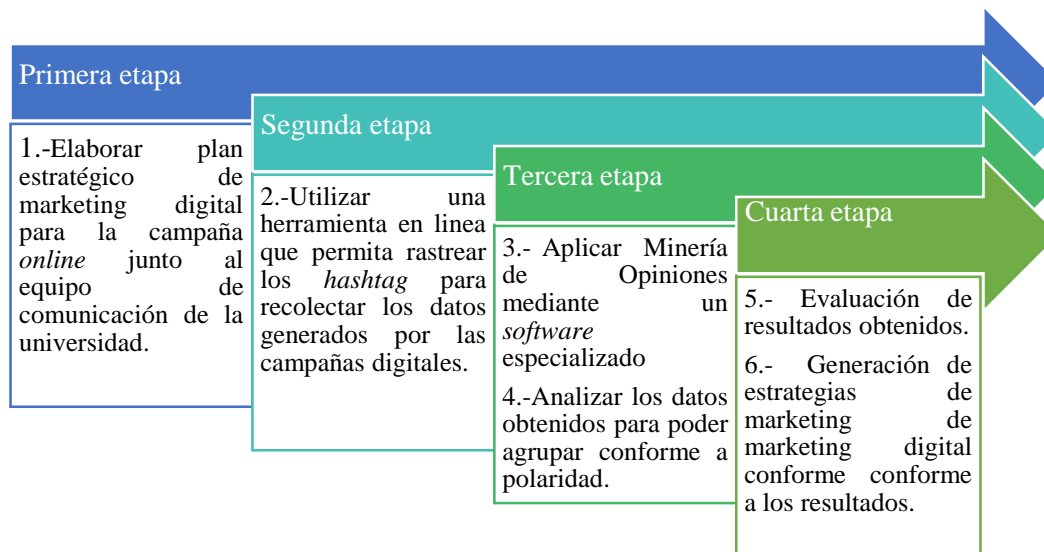 Primera etapa
1.-Elaborar plan
estratégico de
marketing digital
para la campaña
online junto al
equipo de
comunicación de la
universidad.
Segunda etapa
2.-Utilizar una
herramienta en linea
que permita rastrear
los hashtag para
recolectar los datos
generados por las
campañas digitales.
Tercera etapa
3.- Aplicar Minería
de Opiniones
mediante un
software
especializado
4.-Analizar los datos
obtenidos para poder
agrupar conforme a
polaridad.
Cuarta etapa
5.- Evaluación de
resultados obtenidos.
6.- Generación de
estrategias de
marketing de
marketing digital
conforme conforme
a los resultados.